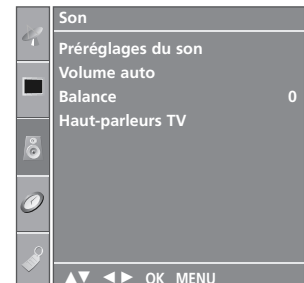 Son
Préréglages du son
Volume auto
Balance 0
Haut-parleurs TV
▲▼ ◄► OK MENU